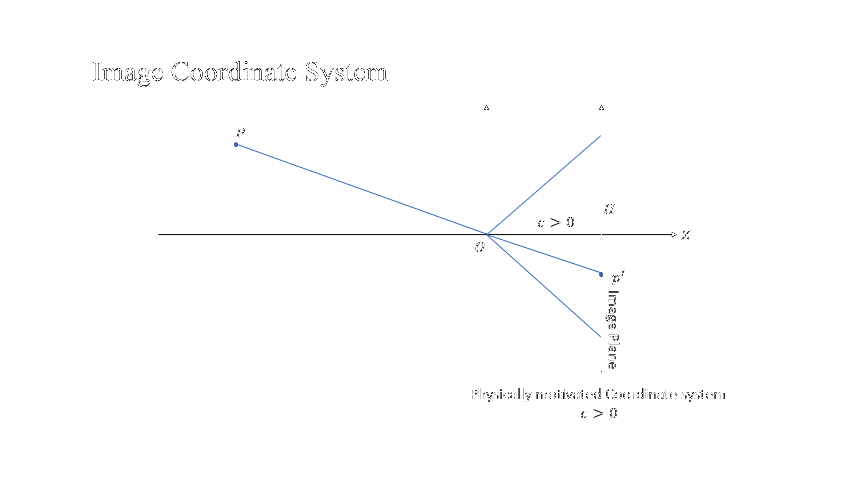 Image Coordinate System
P
H
c > 0
Z
O
p'
Image Plane
Physically motivated Coordinate system
c > 0